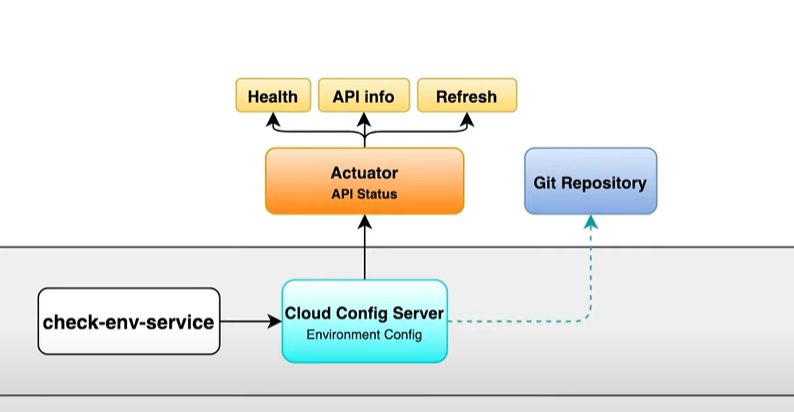 Health
API info
Refresh
Actuator
API Status
Git Repository
check-env-service
Cloud Config Server
Environment Config